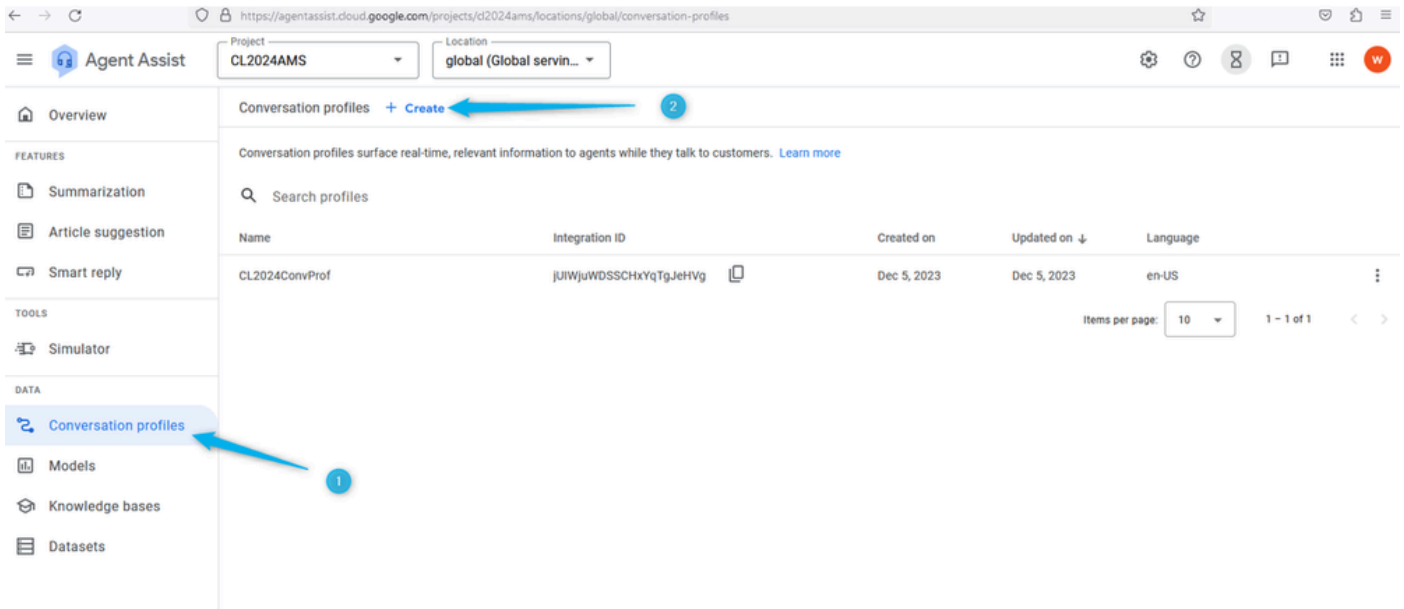 https://agentassist.cloud.google.com/projects/cl2024ams/locations/global/conversation-profiles
Agent Assist
Project
CL2024AMS
Location
global (Global servin...
W
Overview
FEATURES
Summarization
Article suggestion
Smart reply
TOOLS
Simulator
DATA
Conversation profiles
Models
Knowledge bases
Datasets
Conversation profiles + Create
2
Conversation profiles surface real-time, relevant information to agents while they talk to customers. Learn more
Search profiles
Name Integration ID Created on Updated on Language
CL2024ConvProf jUIWjuWDSSCHxYqTgJeHVg Dec 5, 2023 Dec 5, 2023 en-US
Items per page: 10 1 – 1 of 1
1